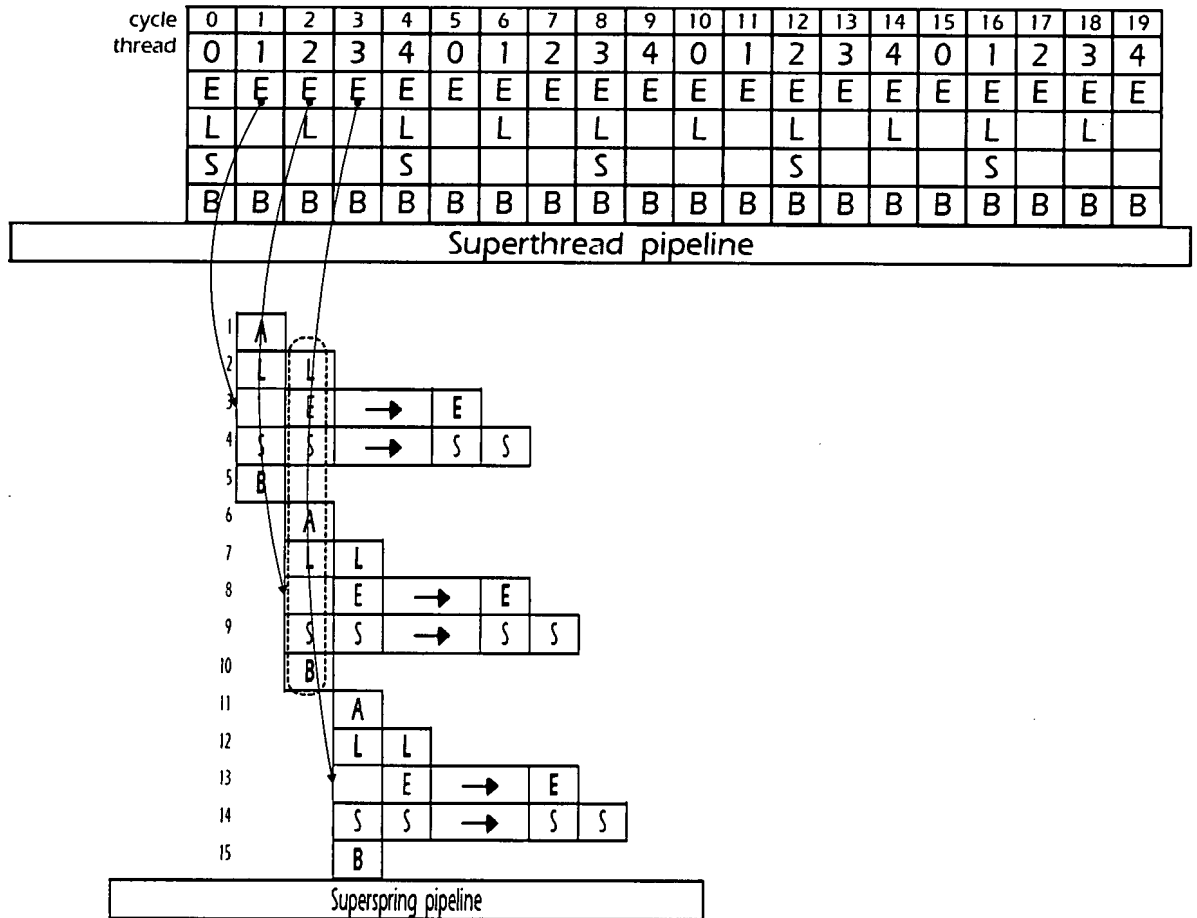 cycle 0 1 2 3 4 5 6 7 8 9 10 11 12 13 14 15 16 17 18 19
thread 0 1 2 3 4 0 1 2 3 4 0 1 2 3 4 0 1 2 3 4
E E E E E E E E E E E E E E E E E E E E
L L L L L L L L L L
S S S S S
B B B B B B B B B B B B B B B B B B B B
Superthread pipeline
1 A
2 L L
3 E → E
4 S S → S S
5 B
6 A
7 L L
8 E → E
9 S S → S S
10 B
11 A
12 L L
13 E → E
14 S S → S S
15 B
Superspring pipeline